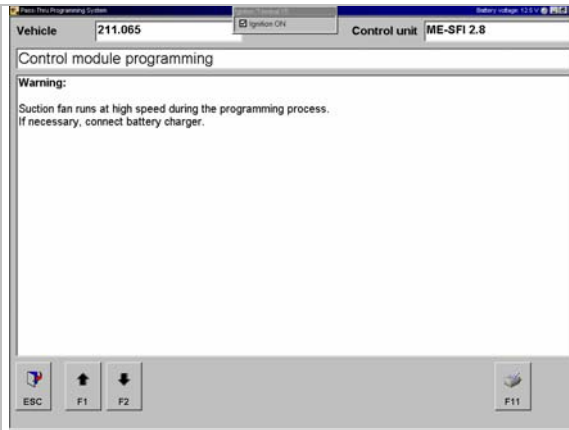 Pass-Thru Programming System
Battery voltage: 12.5 V
Vehicle 211.065
Ignition ON
Control unit ME-SFI 2.8
Control module programming
Warning:
Suction fan runs at high speed during the programming process.
If necessary, connect battery charger.
ESC F1 F2 F11